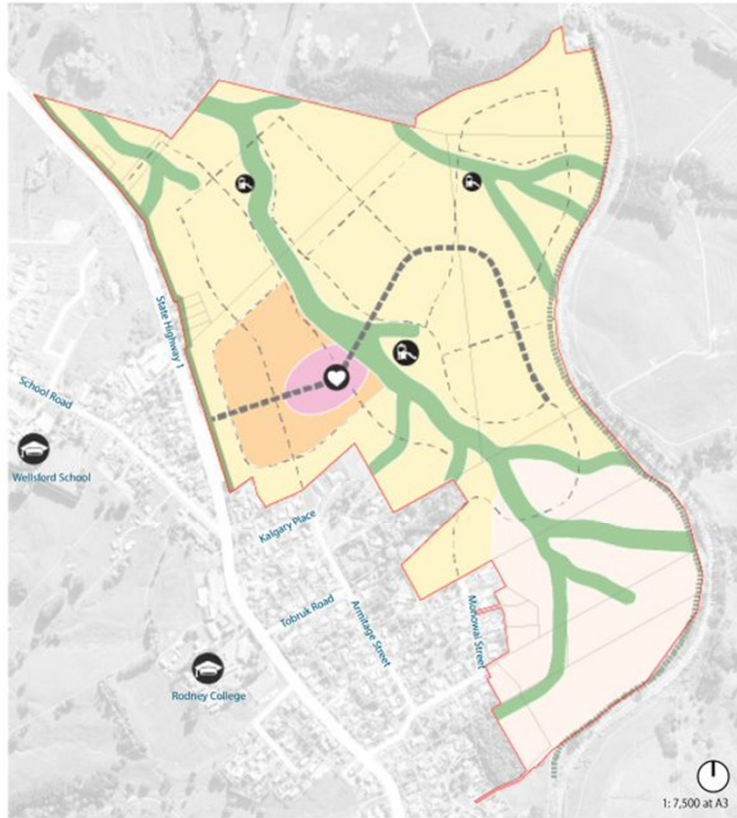 State Highway 1
School Road
Wellsford School
Kalgary Place
Tobruk Road
Armitage Street
Monowai Street
Rodney College
1: 7,500 at A3